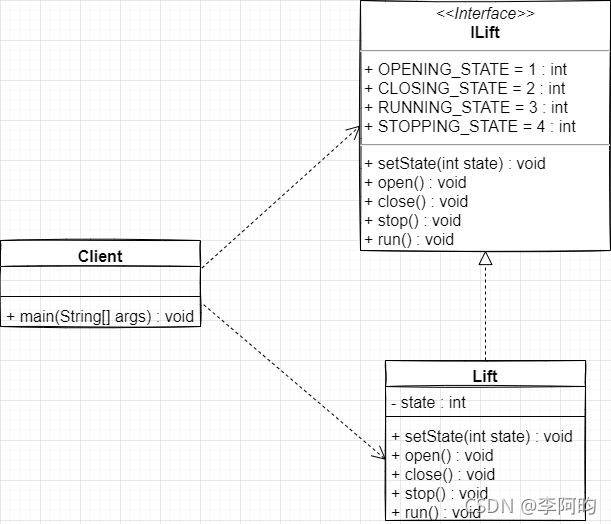 <<Interface>>
ILift
+ OPENING_STATE = 1 : int
+ CLOSING_STATE = 2 : int
+ RUNNING_STATE = 3 : int
+ STOPPING_STATE = 4 : int
+ setState(int state) : void
+ open() : void
+ close() : void
+ stop() : void
+ run() : void
Client
+ main(String[] args) : void
Lift
- state : int
+ setState(int state) : void
+ open() : void
+ close() : void
+ stop() : void
+ run() : void
CSDN @李阿昀